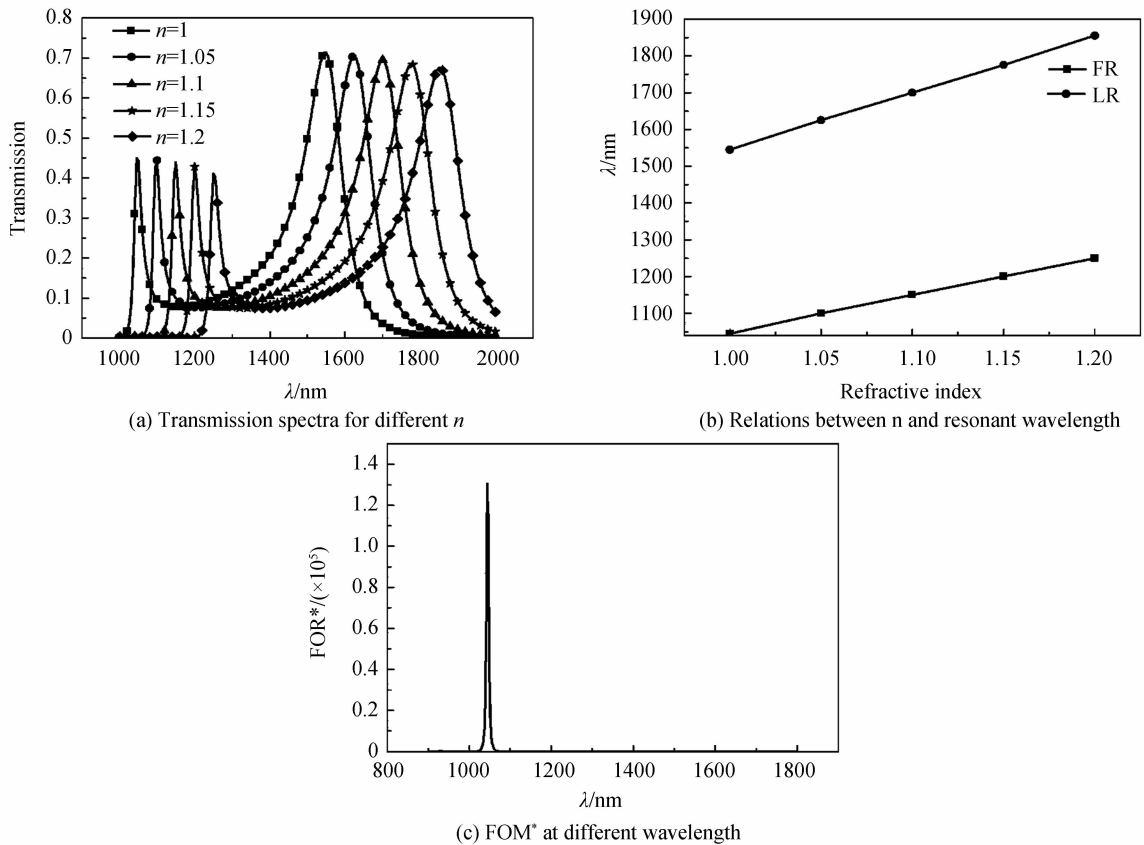 0.8
0.7
0.6
0.5
0.4
0.3
0.2
0.1
0
Transmission
n=1
n=1.05
n=1.1
n=1.15
n=1.2
1000 1200 1400 1600 1800 2000
λ/nm
(a) Transmission spectra for different n
1900
1800
1700
1600
1500
1400
1300
1200
1100
λ/nm
FR
LR
1.00 1.05 1.10 1.15 1.20
Refractive index
(b) Relations between n and resonant wavelength
1.4
1.2
1.0
0.8
0.6
0.4
0.2
0
FOR*/(×10⁵)
800 1000 1200 1400 1600 1800
λ/nm
(c) FOM* at different wavelength